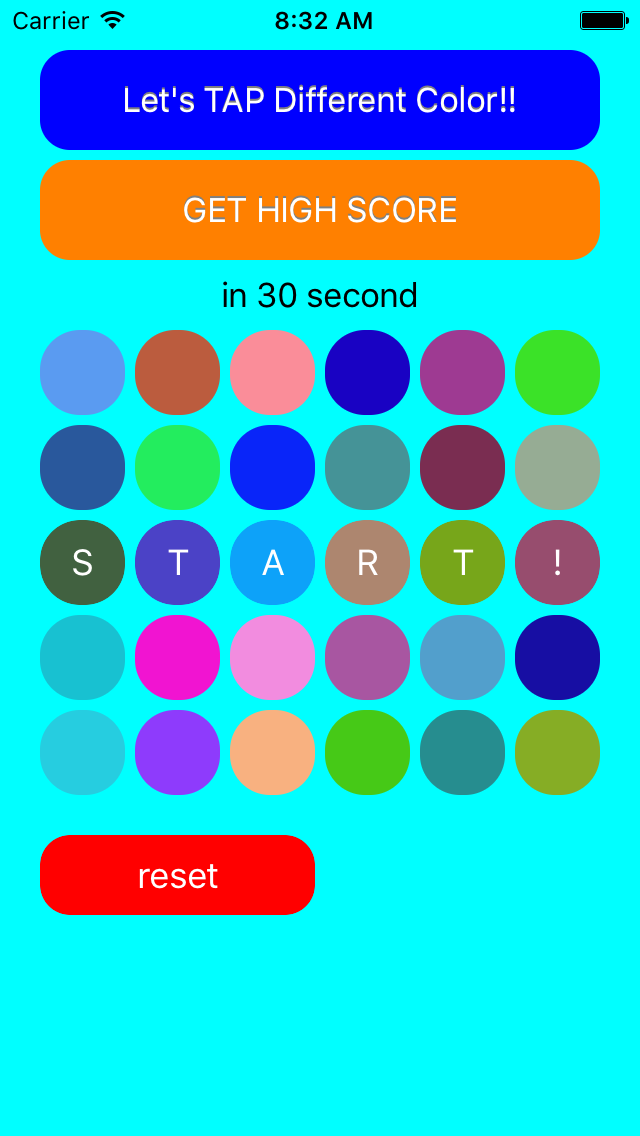 Carrier 8:32 AM
Let's TAP Different Color!!
GET HIGH SCORE
in 30 second
S T A R T !
reset